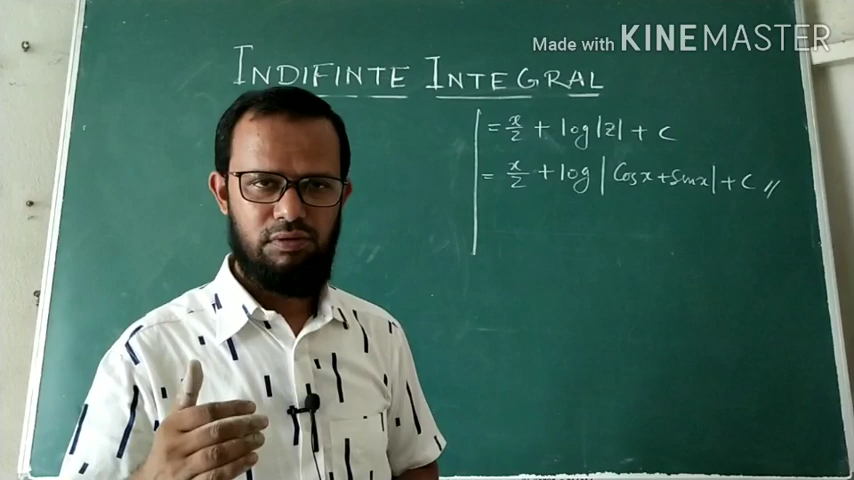 Made with KINEMASTER
INDIFINTE INTEGRAL
= x/2 + log|z| + c
= x/2 + log | Cosx + Sinx | + C //